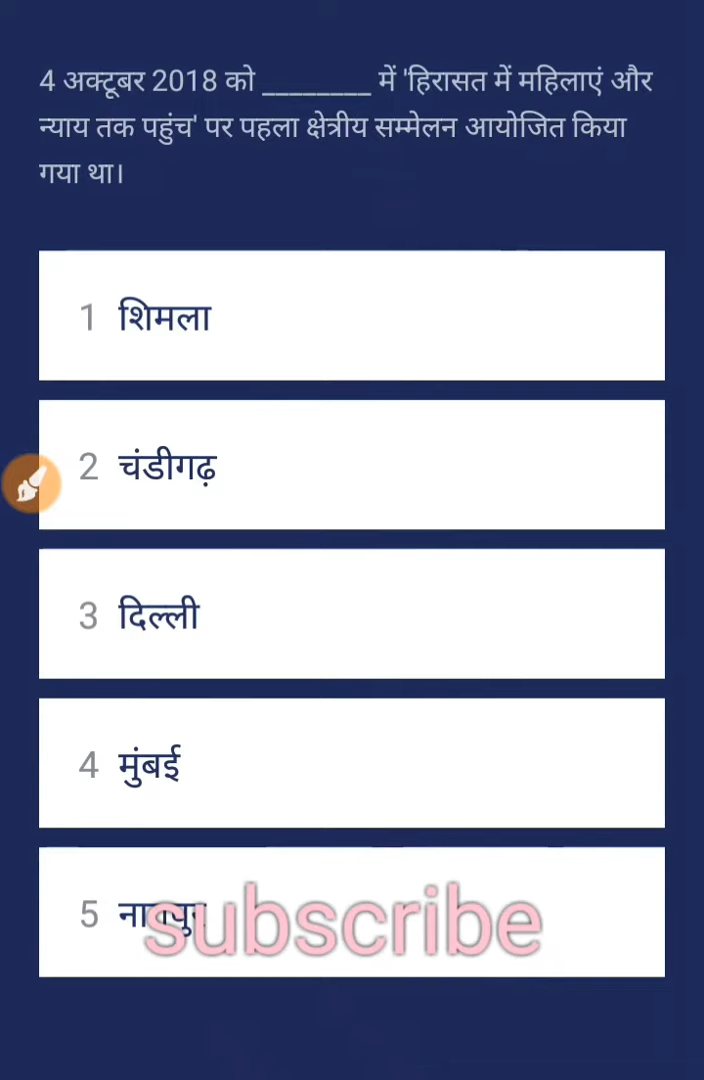 4 अक्टूबर 2018 को ________ में 'हिरासत में महिलाएं और
न्याय तक पहुंच' पर पहला क्षेत्रीय सम्मेलन आयोजित किया
गया था।
1 शिमला
2 चंडीगढ़
3 दिल्ली
4 मुंबई
5 नागपुर
subscribe